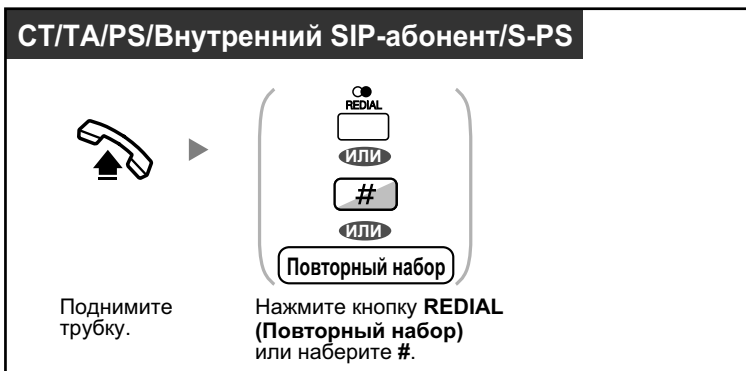 СТ/ТА/PS/Внутренний SIP-абонент/S-PS
REDIAL
или
#
или
Повторный набор
Поднимите
трубку.
Нажмите кнопку REDIAL
(Повторный набор)
или наберите #.